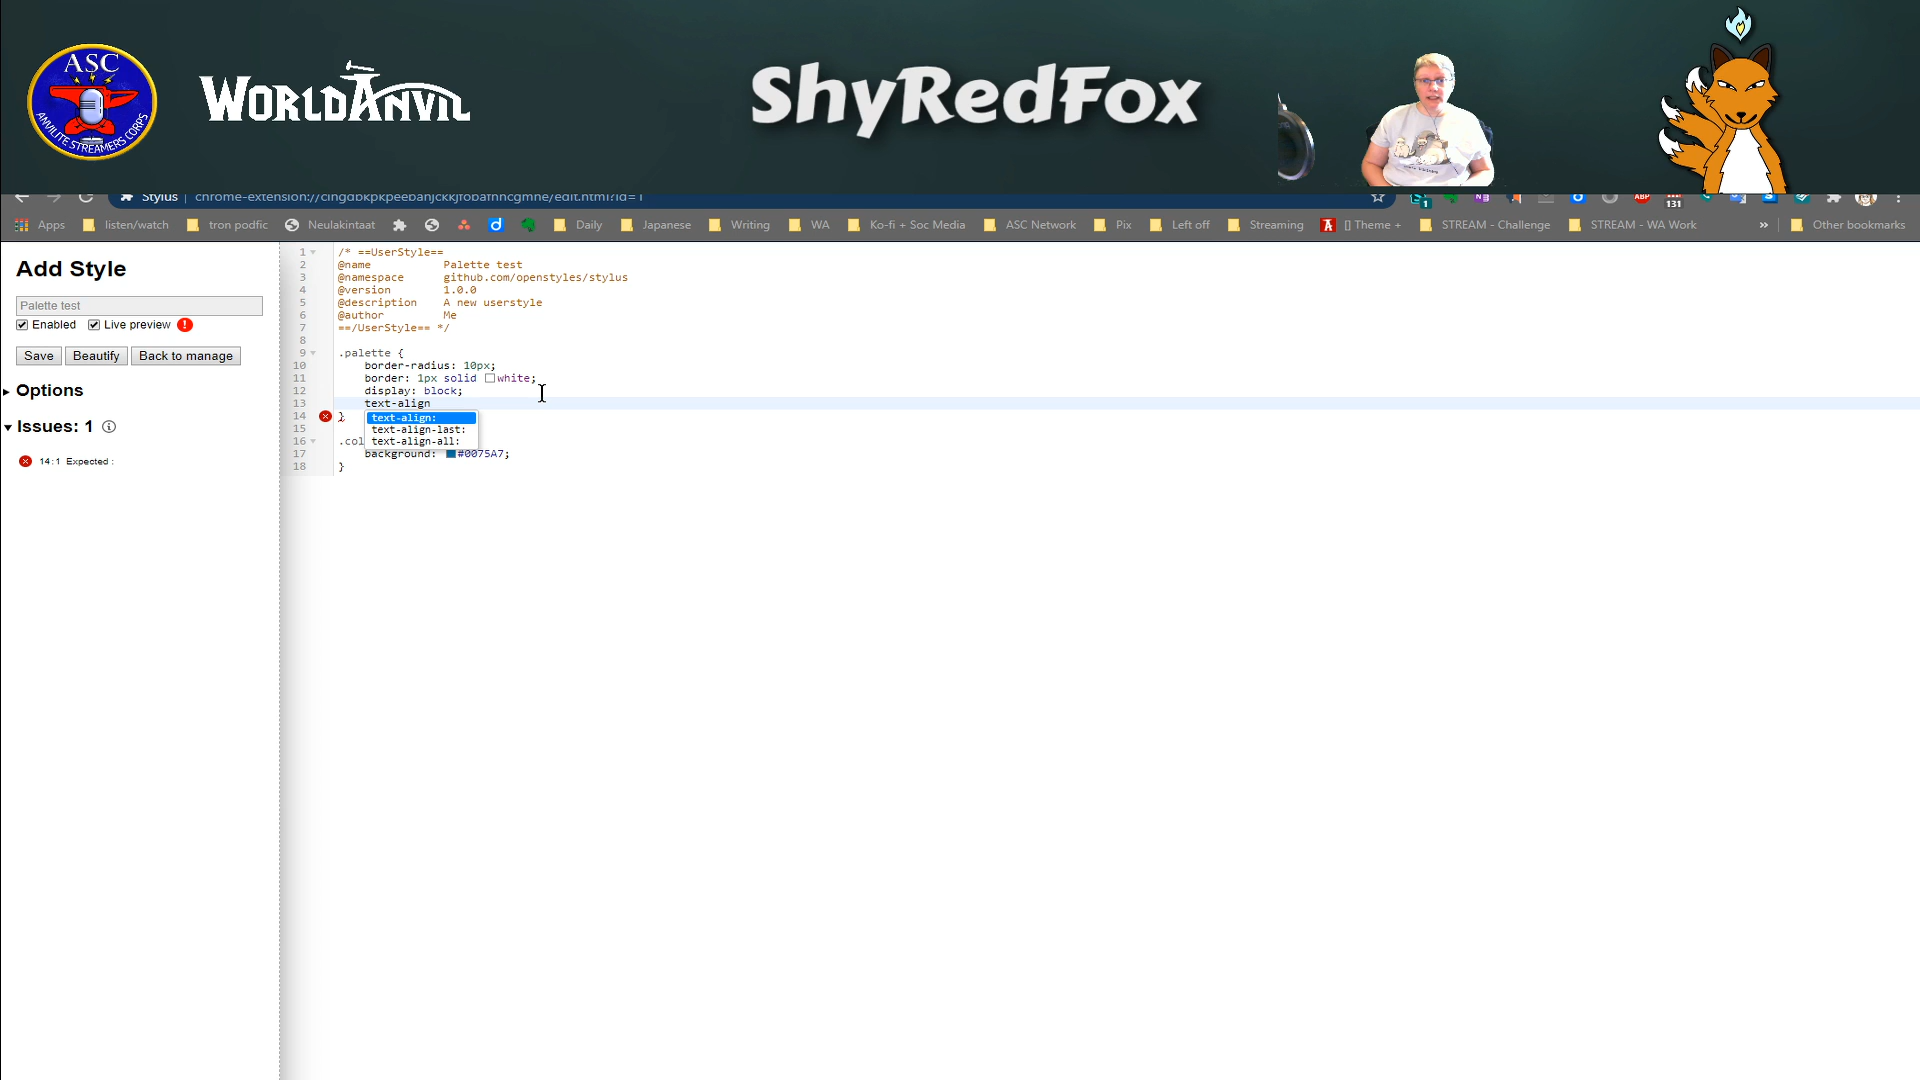 ASC
ANVILITE STREAMERS CORPS
WORLDANVIL
ShyRedFox
Stylus
chrome-extension://clngdbkpkpeebahjckkjfobafhncgmne/edit.html?id=1
1
ABP
131
Apps listen/watch tron podfic Neulakintaat Daily Japanese Writing WA Ko-fi + Soc Media ASC Network Pix Left off Streaming [] Theme + STREAM - Challenge STREAM - WA Work » Other bookmarks
Add Style
Palette test
Enabled Live preview !
Save Beautify Back to manage
Options
Issues: 1
14:1 Expected :
1 /* ==UserStyle==
2 @name Palette test
3 @namespace github.com/openstyles/stylus
4 @version 1.0.0
5 @description A new userstyle
6 @author Me
7 ==/UserStyle== */
8
9 .palette {
10 border-radius: 10px;
11 border: 1px solid white;
12 display: block;
13 text-align
14 }
text-align:
15
text-align-last:
16 .col
text-align-all:
17 background: #0075A7;
18 }